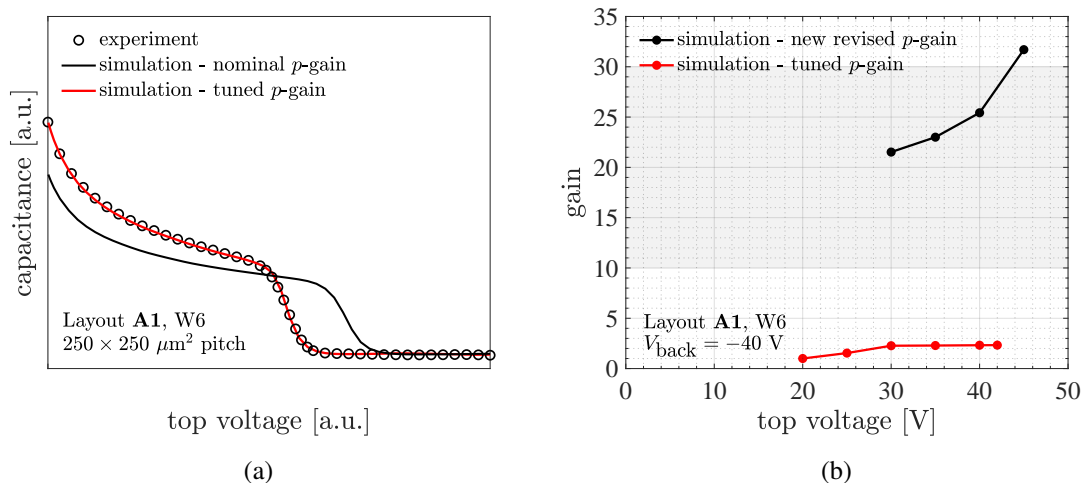 experiment
simulation - nominal p-gain
simulation - tuned p-gain
capacitance [a.u.]
Layout A1, W6
250 × 250 μm² pitch
top voltage [a.u.]
(a)
35
30
25
20
15
10
5
0
gain
simulation - new revised p-gain
simulation - tuned p-gain
Layout A1, W6
V_back = −40 V
0 10 20 30 40 50
top voltage [V]
(b)